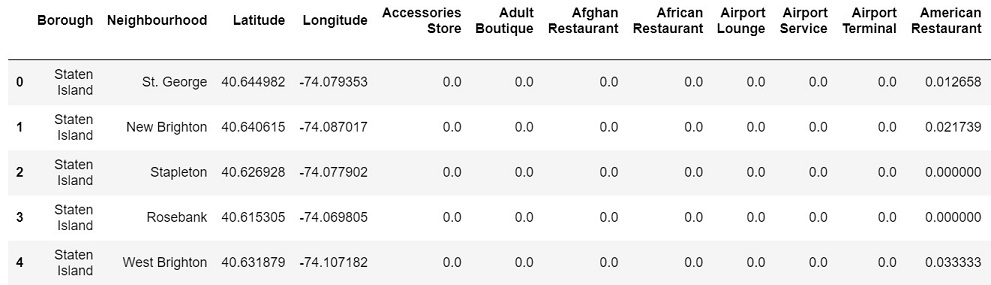 Borough Neighbourhood Latitude Longitude Accessories Store Adult Boutique Afghan Restaurant African Restaurant Airport Lounge Airport Service Airport Terminal American Restaurant
0 Staten Island St. George 40.644982 -74.079353 0.0 0.0 0.0 0.0 0.0 0.0 0.0 0.012658
1 Staten Island New Brighton 40.640615 -74.087017 0.0 0.0 0.0 0.0 0.0 0.0 0.0 0.021739
2 Staten Island Stapleton 40.626928 -74.077902 0.0 0.0 0.0 0.0 0.0 0.0 0.0 0.000000
3 Staten Island Rosebank 40.615305 -74.069805 0.0 0.0 0.0 0.0 0.0 0.0 0.0 0.000000
4 Staten Island West Brighton 40.631879 -74.107182 0.0 0.0 0.0 0.0 0.0 0.0 0.0 0.033333